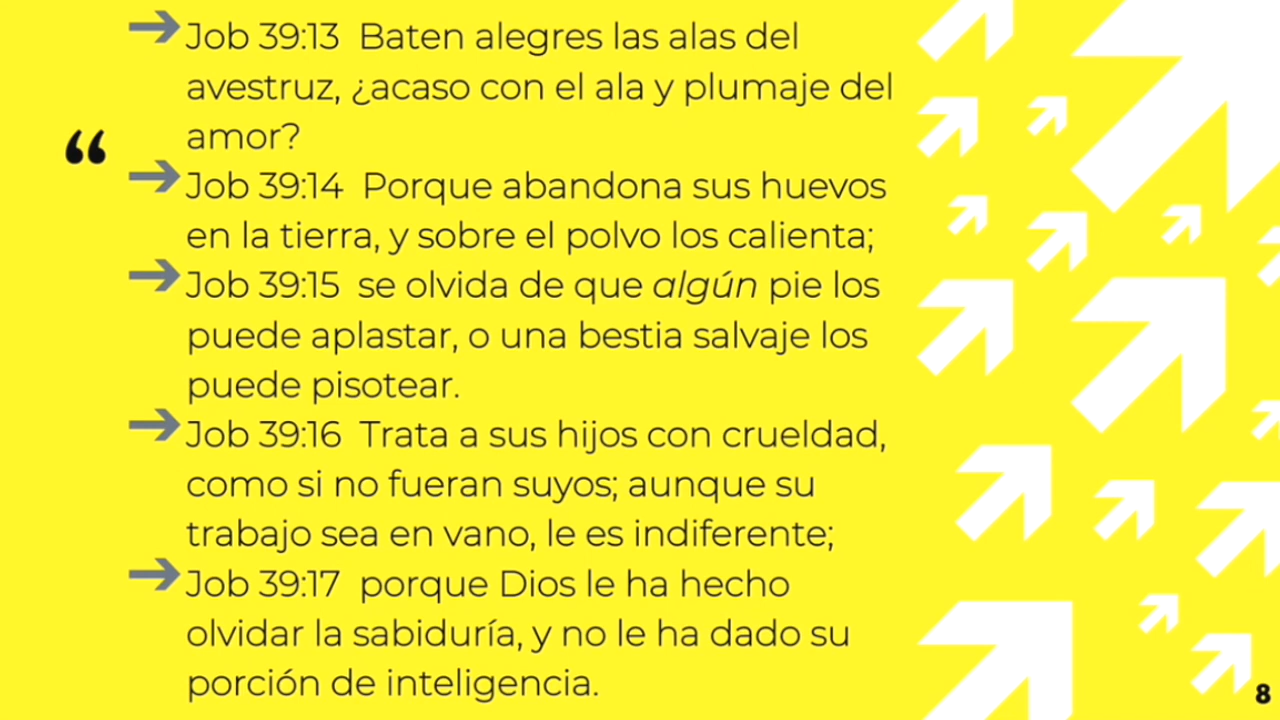 ➔Job 39:13 Baten alegres las alas del
avestruz, ¿acaso con el ala y plumaje del
amor?
“
➔Job 39:14 Porque abandona sus huevos
en la tierra, y sobre el polvo los calienta;
➔Job 39:15 se olvida de que algún pie los
puede aplastar, o una bestia salvaje los
puede pisotear.
➔Job 39:16 Trata a sus hijos con crueldad,
como si no fueran suyos; aunque su
trabajo sea en vano, le es indiferente;
➔Job 39:17 porque Dios le ha hecho
olvidar la sabiduría, y no le ha dado su
porción de inteligencia.
8